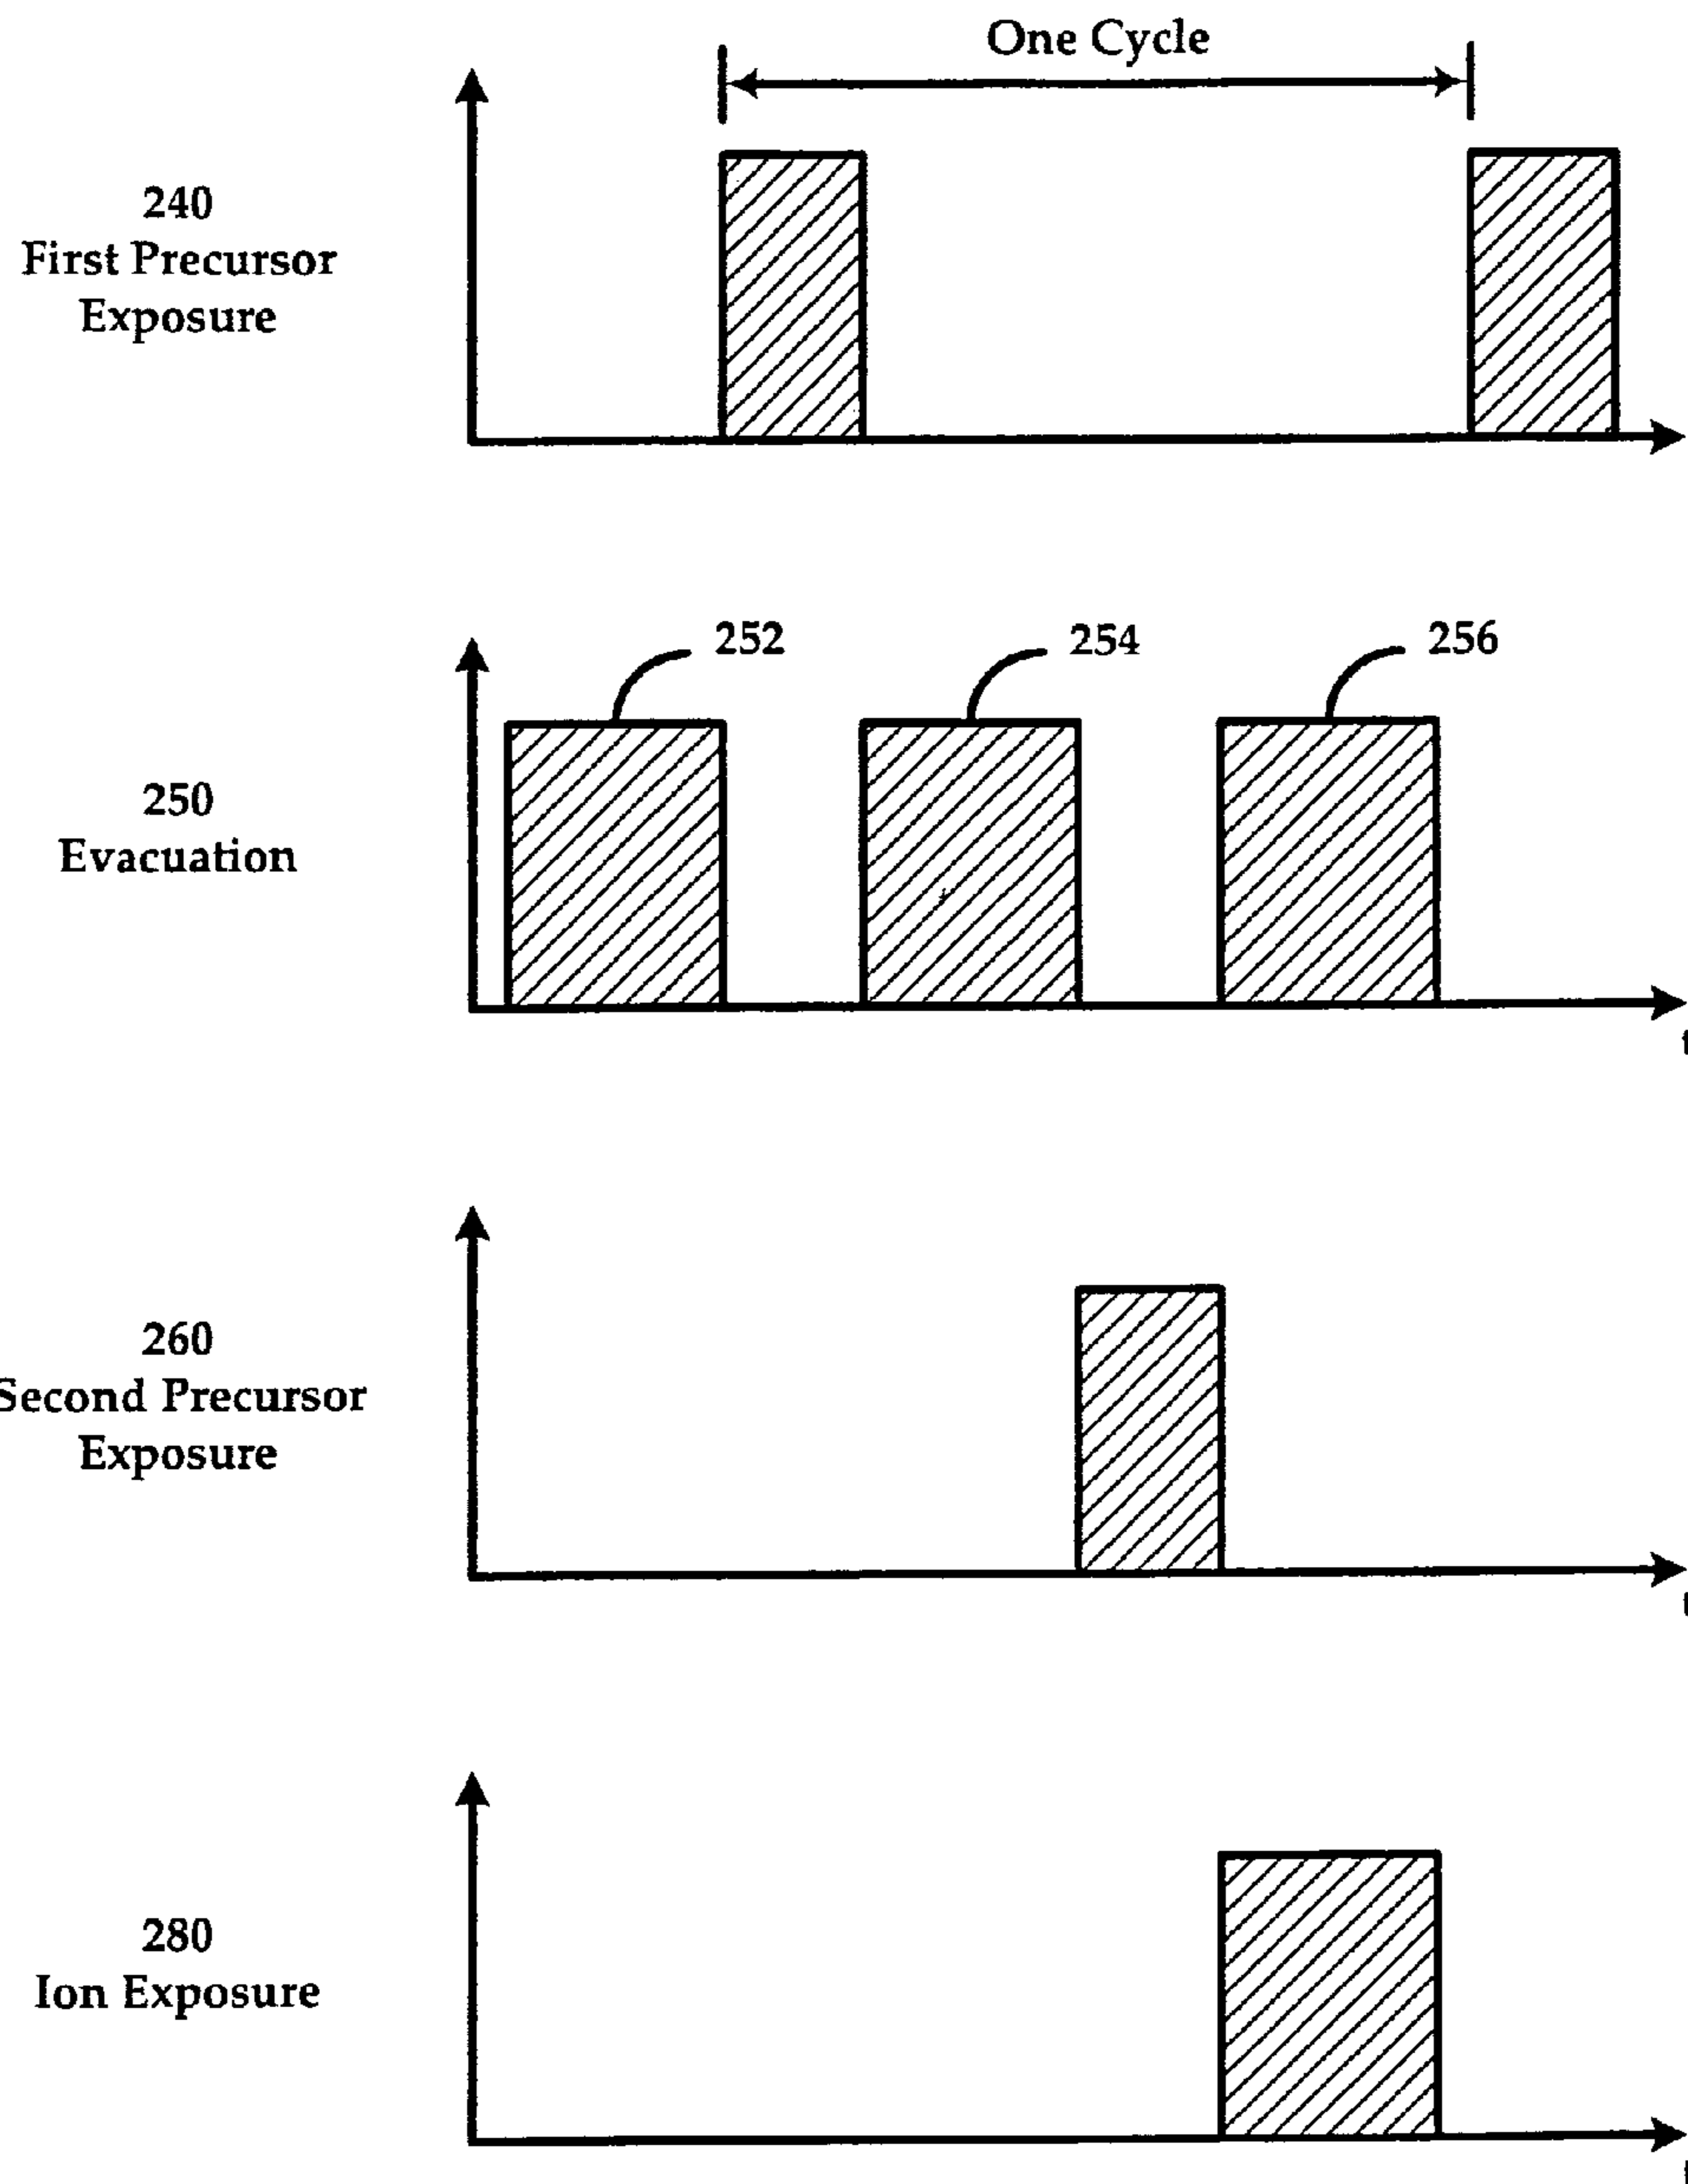 One Cycle
240
First Precursor
Exposure
252
254
256
250
Evacuation
t
260
Second Precursor
Exposure
t
280
Ion Exposure